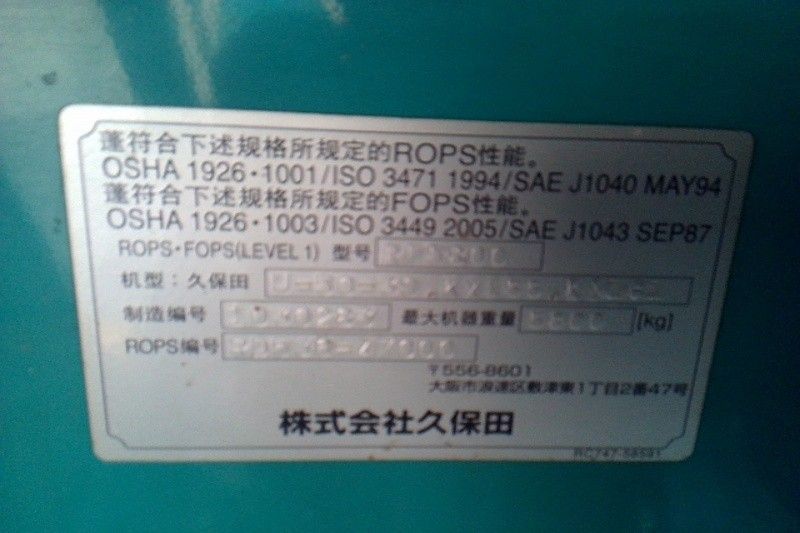 蓬符合下述规格所规定的ROPS性能。
OSHA 1926・1001/ISO 3471 1994/SAE J1040 MAY94
蓬符合下述规格所规定的FOPS性能。
OSHA 1926・1003/ISO 3449 2005/SAE J1043 SEP87
ROPS・FOPS(LEVEL 1) 型号
机型：久保田
制造编号 最大机器重量 [kg]
ROPS编号
〒556-8601
大阪市浪速区敷津東1丁目2番47号
株式会社久保田